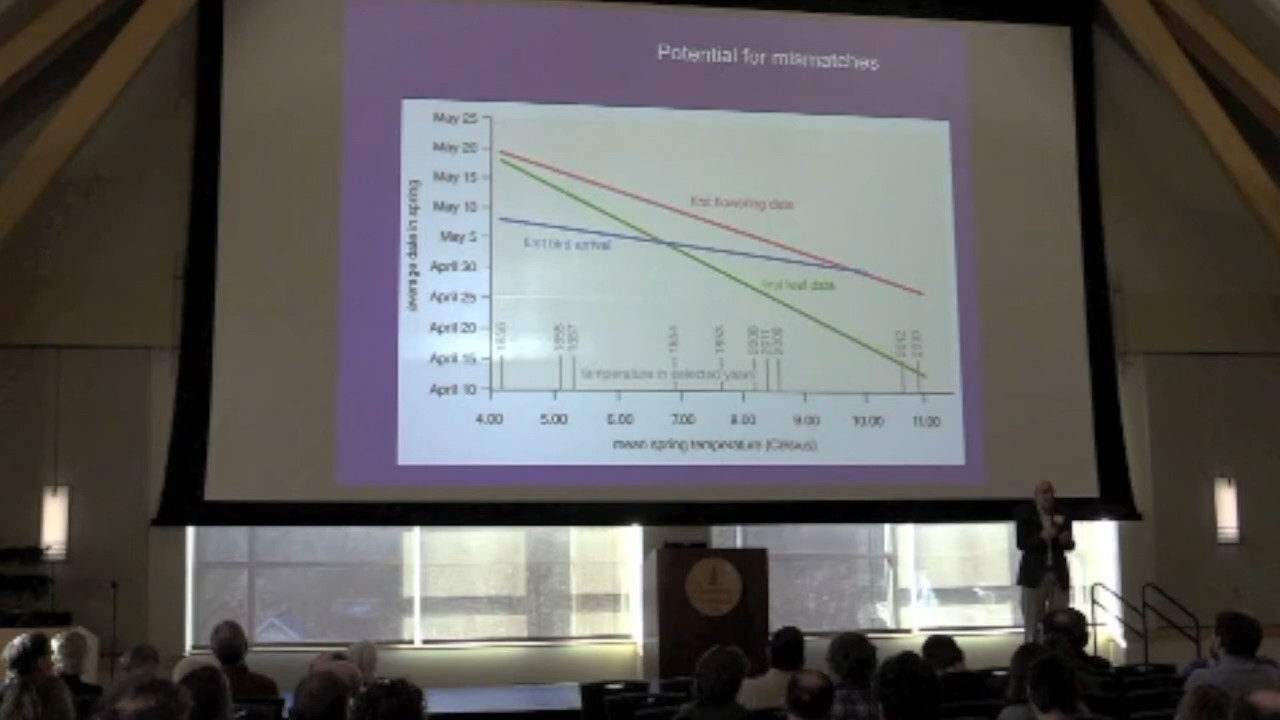 Potential for mismatches
May 25
May 20
May 15
May 10
May 5
April 30
April 25
April 20
April 15
April 10
average date in spring
first flowering date
first bird arrival
first leaf date
temperature in selected years
4.00 5.00 6.00 7.00 8.00 9.00 10.00 11.00
mean spring temperature (Celsius)